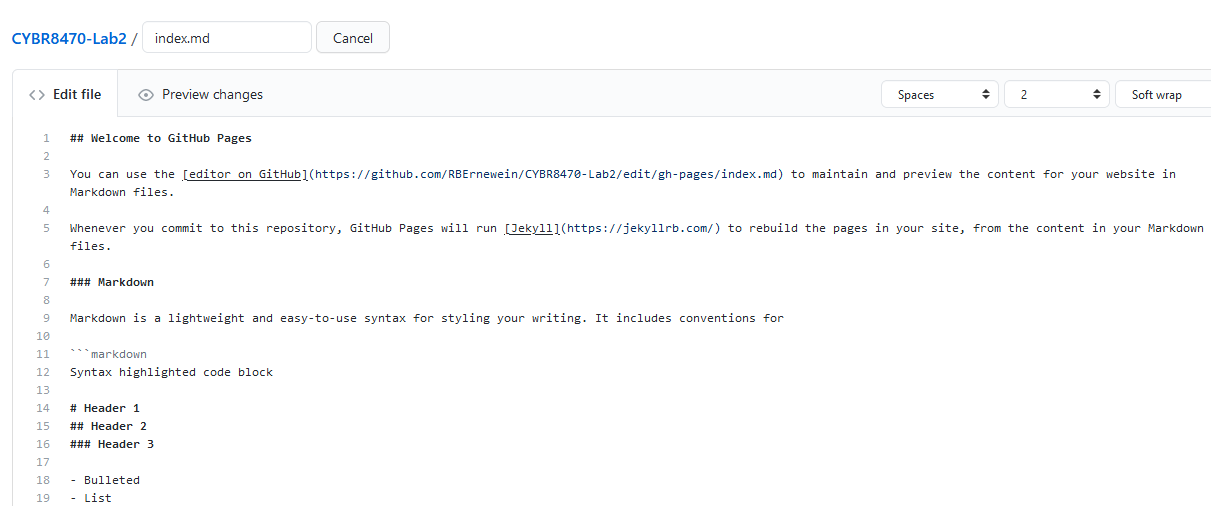 CYBR8470-Lab2 / index.md Cancel
<> Edit file Preview changes Spaces 2 Soft wrap
1 ## Welcome to GitHub Pages
2
3 You can use the [editor on GitHub](https://github.com/RBErnewein/CYBR8470-Lab2/edit/gh-pages/index.md) to maintain and preview the content for your website in
Markdown files.
4
5 Whenever you commit to this repository, GitHub Pages will run [Jekyll](https://jekyllrb.com/) to rebuild the pages in your site, from the content in your Markdown
files.
6
7 ### Markdown
8
9 Markdown is a lightweight and easy-to-use syntax for styling your writing. It includes conventions for
10
11 ```markdown
12 Syntax highlighted code block
13
14 # Header 1
15 ## Header 2
16 ### Header 3
17
18 - Bulleted
19 - List